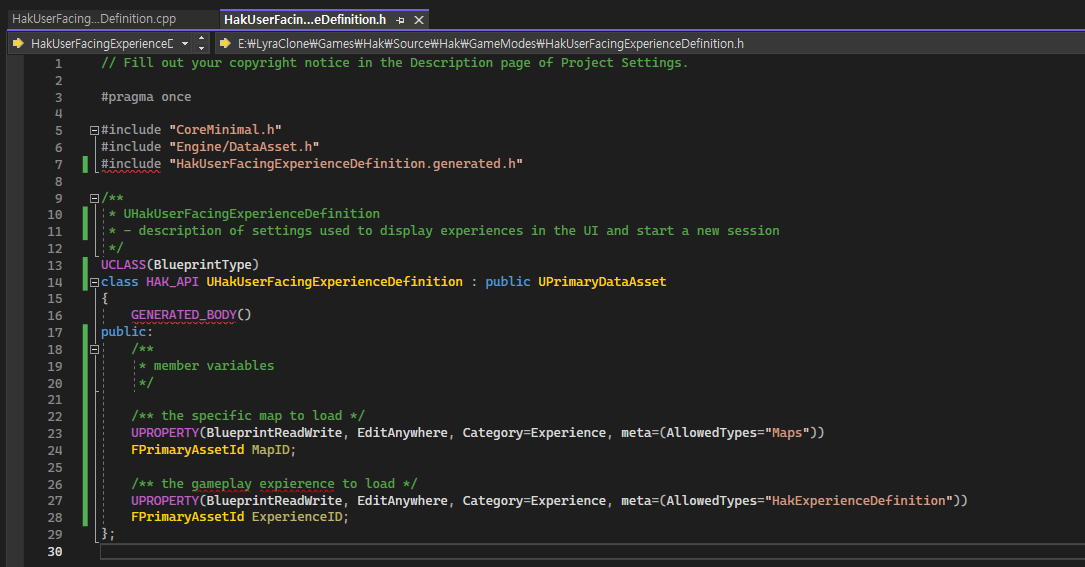 HakUserFacing...Definition.cpp
HakUserFacin...eDefinition.h
HakUserFacingExperienceD
E:₩LyraClone₩Games₩Hak₩Source₩Hak₩GameModes₩HakUserFacingExperienceDefinition.h
1 // Fill out your copyright notice in the Description page of Project Settings.
2
3 #pragma once
4
5 #include "CoreMinimal.h"
6 #include "Engine/DataAsset.h"
7 #include "HakUserFacingExperienceDefinition.generated.h"
8
9 /**
10 * UHakUserFacingExperienceDefinition
11 * - description of settings used to display experiences in the UI and start a new session
12 */
13 UCLASS(BlueprintType)
14 class HAK_API UHakUserFacingExperienceDefinition : public UPrimaryDataAsset
15 {
16 GENERATED_BODY()
17 public:
18 /**
19 * member variables
20 */
21
22 /** the specific map to load */
23 UPROPERTY(BlueprintReadWrite, EditAnywhere, Category=Experience, meta=(AllowedTypes="Maps"))
24 FPrimaryAssetId MapID;
25
26 /** the gameplay expierence to load */
27 UPROPERTY(BlueprintReadWrite, EditAnywhere, Category=Experience, meta=(AllowedTypes="HakExperienceDefinition"))
28 FPrimaryAssetId ExperienceID;
29 };
30